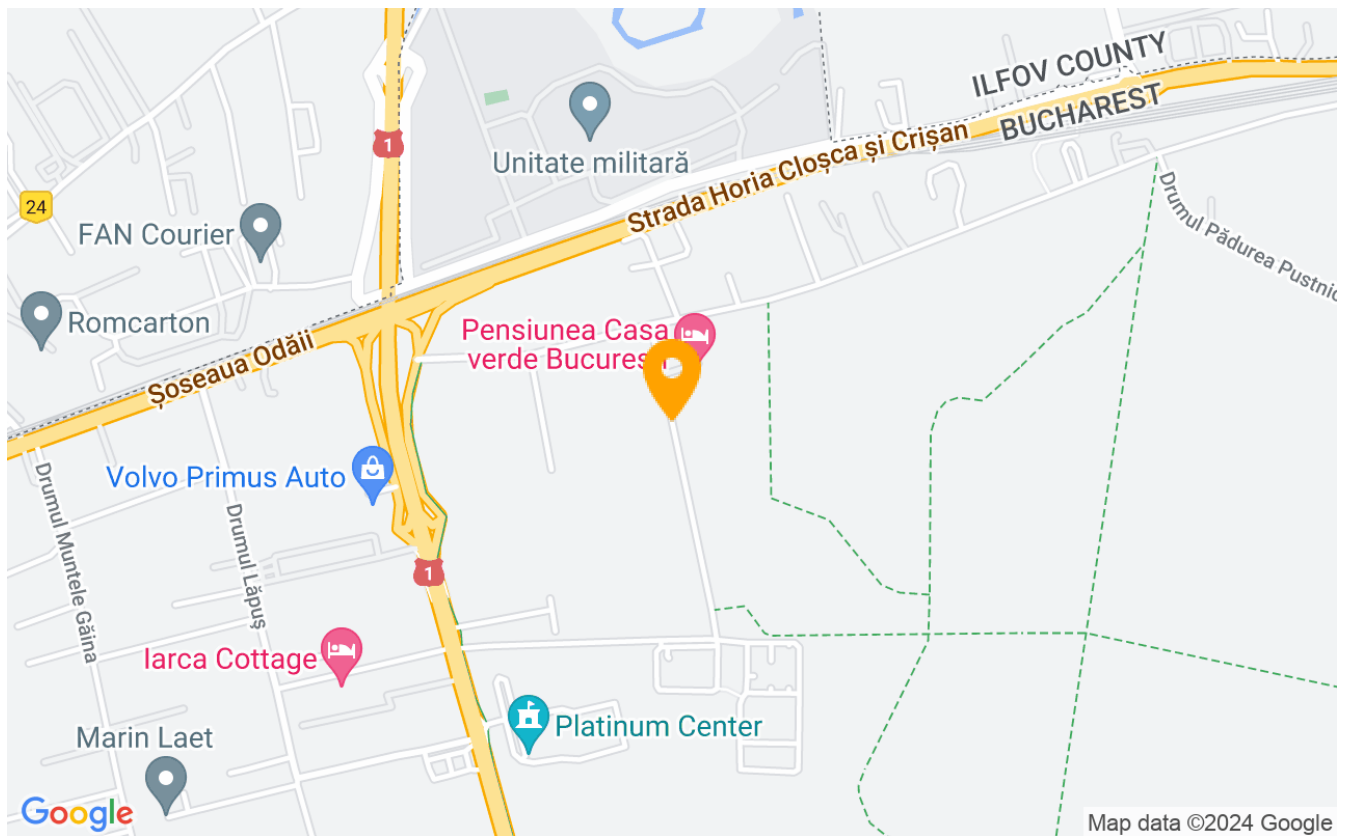 ILFOV COUNTY
BUCHAREST
1
Unitate militară
Strada Horia Cloșca și Crișan
24
FAN Courier
Drumul Pădurea Pustnic
Romcarton
Pensiunea Casa
verde București
Șoseaua Odăii
Volvo Primus Auto
Drumul Muntele Găina
Drumul Lăpuș
1
Iarca Cottage
Platinum Center
Marin Laet
Google
Map data ©2024 Google